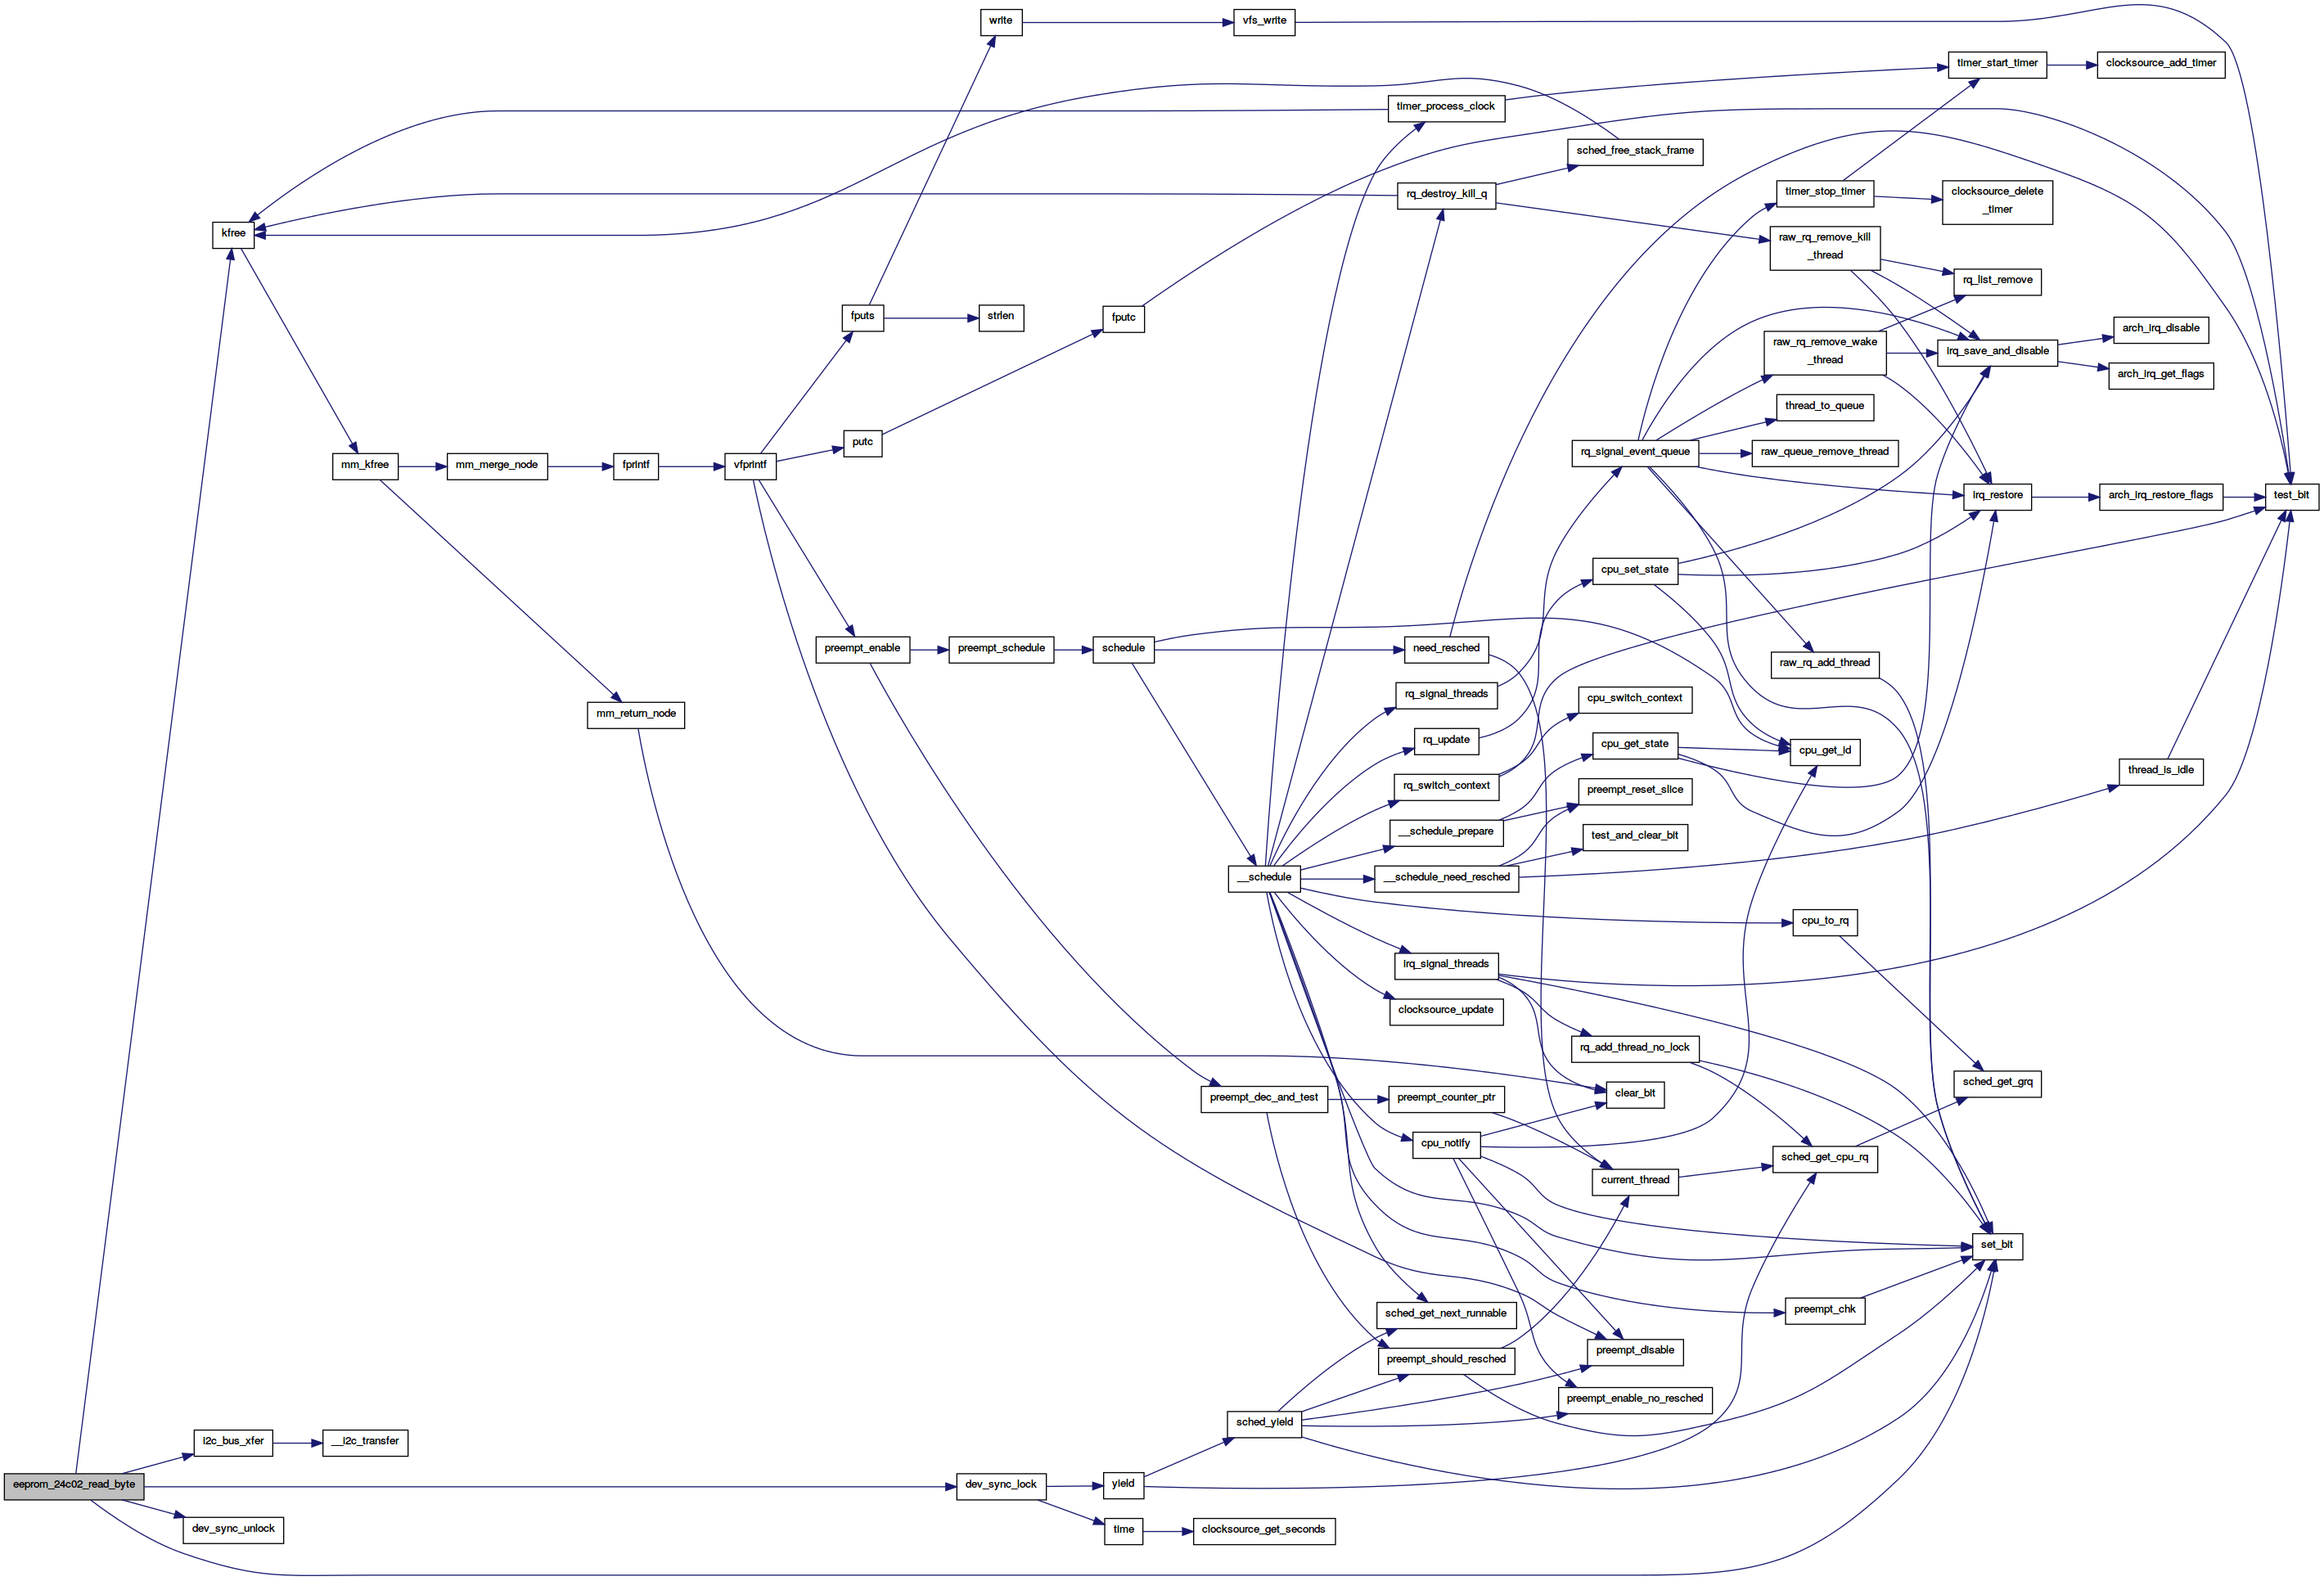 write
vfs_write
timer_start_timer
clocksource_add_timer
timer_process_clock
sched_free_stack_frame
rq_destroy_kill_q
timer_stop_timer
clocksource_delete
_timer
kfree
raw_rq_remove_kill
_thread
rq_list_remove
fputs
strlen
fputc
arch_irq_disable
raw_rq_remove_wake
_thread
irq_save_and_disable
arch_irq_get_flags
thread_to_queue
putc
rq_signal_event_queue
raw_queue_remove_thread
mm_kfree
mm_merge_node
fprintf
vfprintf
irq_restore
arch_irq_restore_flags
test_bit
cpu_set_state
preempt_enable
preempt_schedule
schedule
need_resched
raw_rq_add_thread
rq_signal_threads
cpu_switch_context
mm_return_node
rq_update
cpu_get_state
cpu_get_id
thread_is_idle
rq_switch_context
preempt_reset_slice
__schedule_prepare
test_and_clear_bit
__schedule
__schedule_need_resched
cpu_to_rq
irq_signal_threads
clocksource_update
rq_add_thread_no_lock
sched_get_grq
preempt_dec_and_test
preempt_counter_ptr
clear_bit
cpu_notify
sched_get_cpu_rq
current_thread
set_bit
sched_get_next_runnable
preempt_chk
preempt_should_resched
preempt_disable
preempt_enable_no_resched
sched_yield
i2c_bus_xfer
__i2c_transfer
eeprom_24c02_read_byte
dev_sync_lock
yield
dev_sync_unlock
time
clocksource_get_seconds